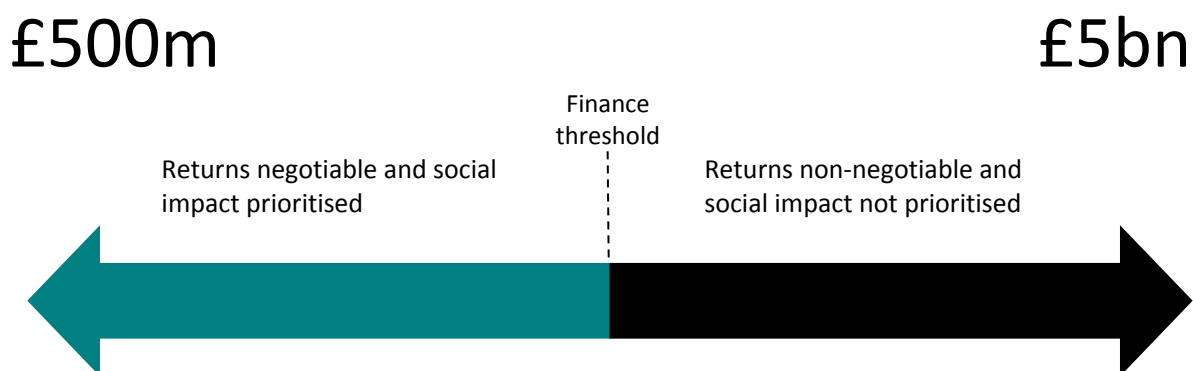 £500m
£5bn
Finance
threshold
Returns negotiable and social
impact prioritised
Returns non-negotiable and
social impact not prioritised